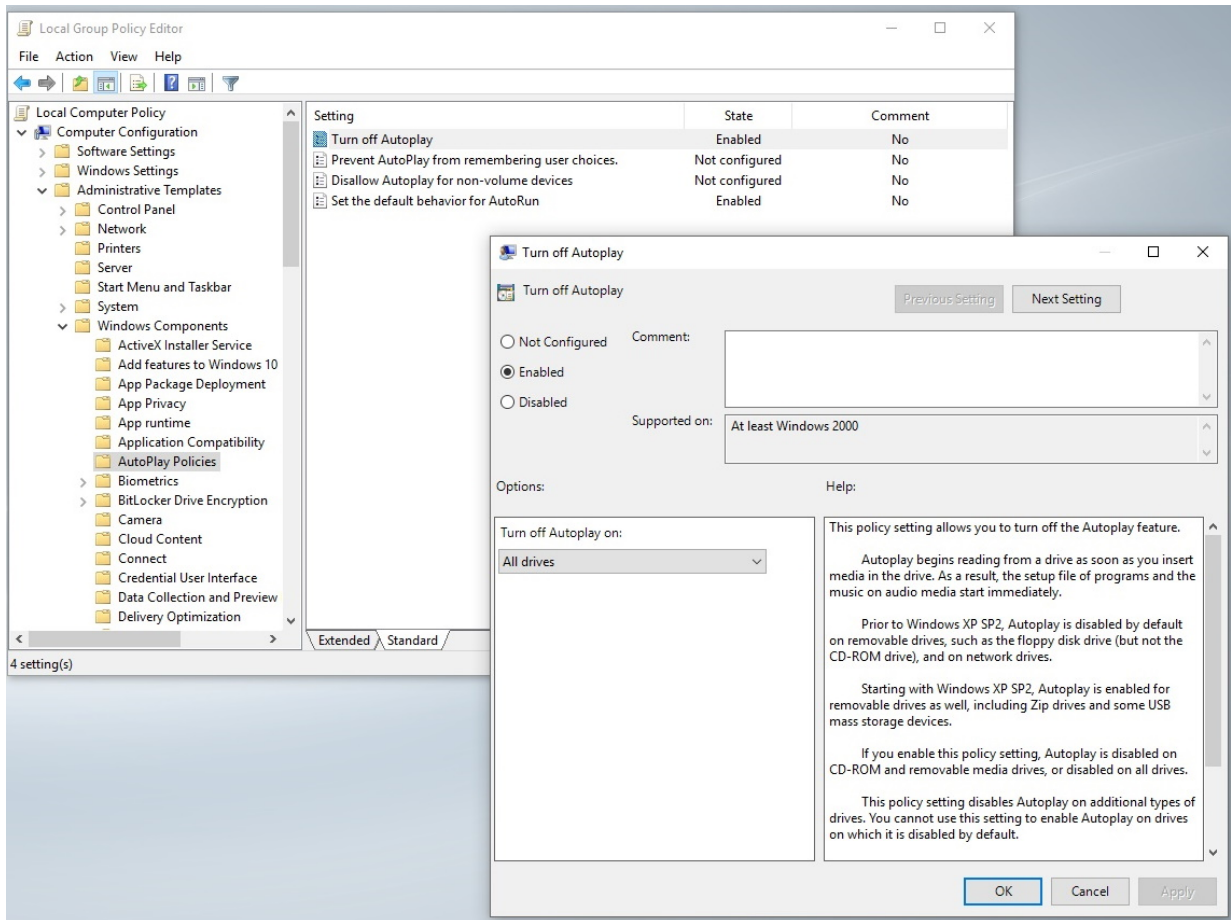 Local Group Policy Editor
File Action View Help
Local Computer Policy
Computer Configuration
Software Settings
Windows Settings
Administrative Templates
Control Panel
Network
Printers
Server
Start Menu and Taskbar
System
Windows Components
ActiveX Installer Service
Add features to Windows 10
App Package Deployment
App Privacy
App runtime
Application Compatibility
AutoPlay Policies
Biometrics
BitLocker Drive Encryption
Camera
Cloud Content
Connect
Credential User Interface
Data Collection and Preview
Delivery Optimization
4 setting(s)
Setting State Comment
Turn off Autoplay Enabled No
Prevent AutoPlay from remembering user choices. Not configured No
Disallow Autoplay for non-volume devices Not configured No
Set the default behavior for AutoRun Enabled No
Extended Standard
Turn off Autoplay
Turn off Autoplay
Previous Setting Next Setting
Not Configured
Enabled
Disabled
Comment:
Supported on: At least Windows 2000
Options:
Turn off Autoplay on:
All drives
Help:
This policy setting allows you to turn off the Autoplay feature.
Autoplay begins reading from a drive as soon as you insert
media in the drive. As a result, the setup file of programs and the
music on audio media start immediately.
Prior to Windows XP SP2, Autoplay is disabled by default
on removable drives, such as the floppy disk drive (but not the
CD-ROM drive), and on network drives.
Starting with Windows XP SP2, Autoplay is enabled for
removable drives as well, including Zip drives and some USB
mass storage devices.
If you enable this policy setting, Autoplay is disabled on
CD-ROM and removable media drives, or disabled on all drives.
This policy setting disables Autoplay on additional types of
drives. You cannot use this setting to enable Autoplay on drives
on which it is disabled by default.
OK Cancel Apply